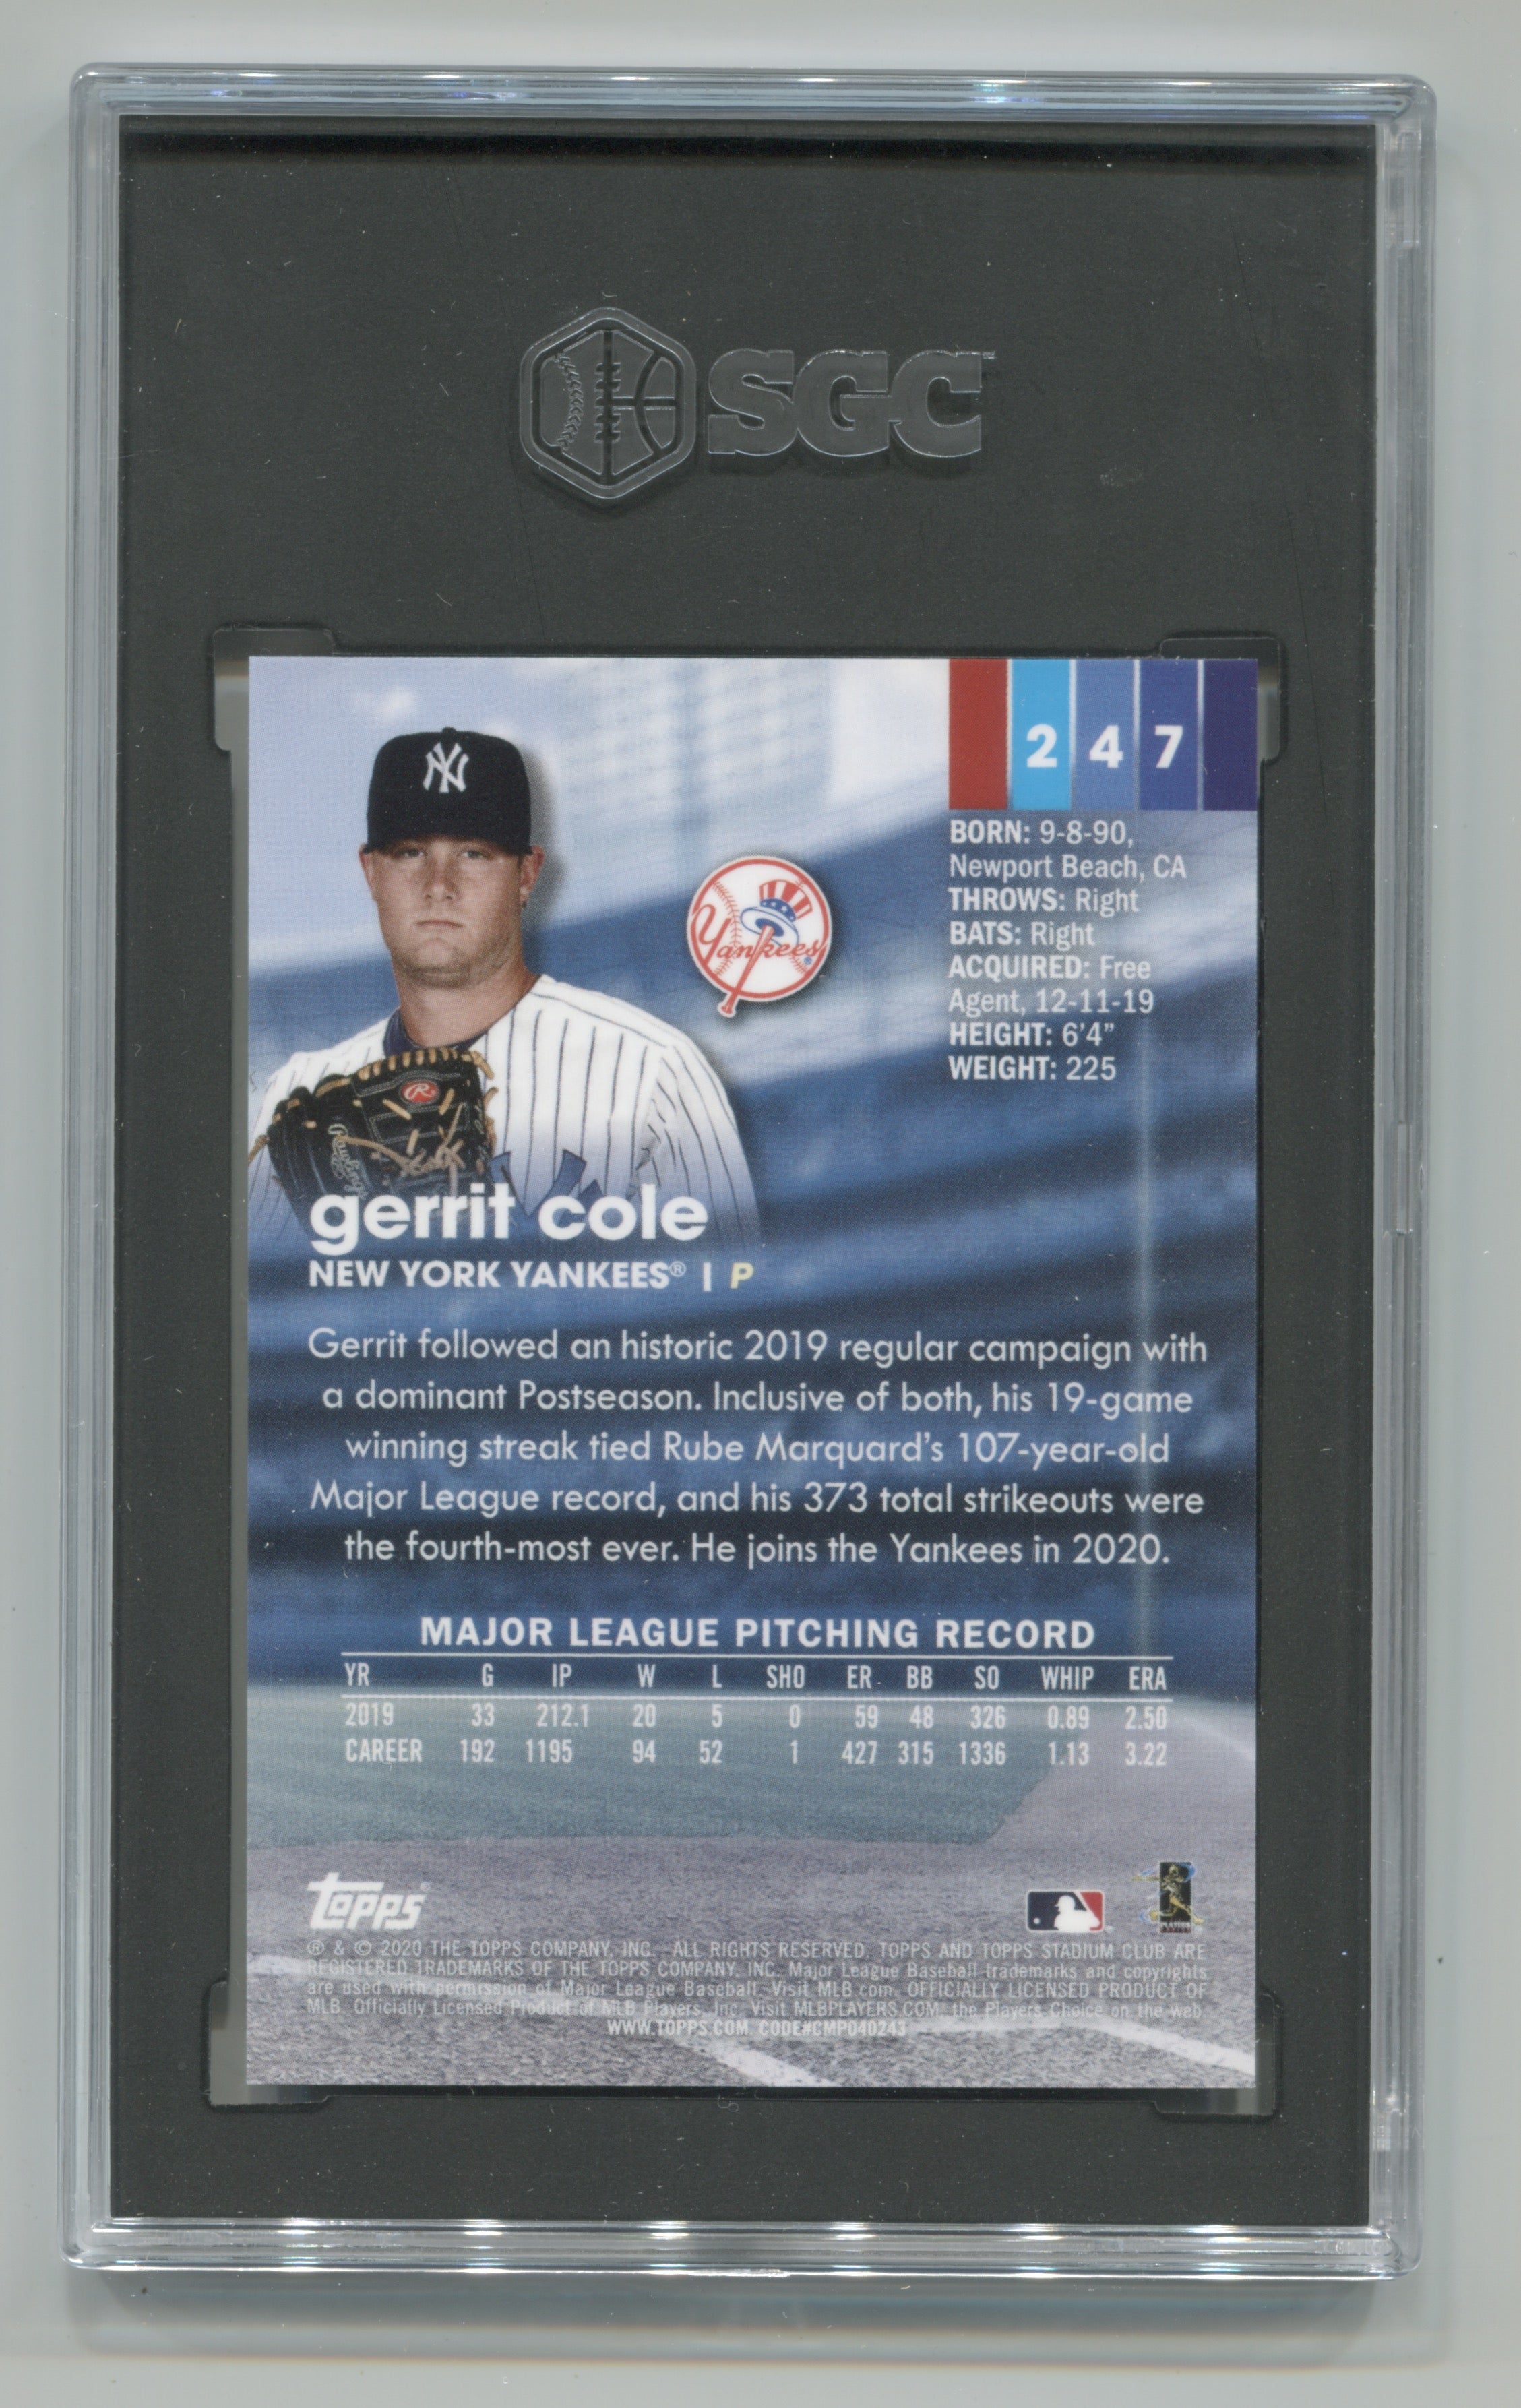 SGC
2 4 7
BORN: 9-8-90,
Newport Beach, CA
THROWS: Right
BATS: Right
ACQUIRED: Free
Agent, 12-11-19
HEIGHT: 6'4"
WEIGHT: 225
NY
Yankees
R
gerrit cole
NEW YORK YANKEES® | P
Gerrit followed an historic 2019 regular campaign with
a dominant Postseason. Inclusive of both, his 19-game
winning streak tied Rube Marquard's 107-year-old
Major League record, and his 373 total strikeouts were
the fourth-most ever. He joins the Yankees in 2020.
MAJOR LEAGUE PITCHING RECORD
YR G IP W L SHO ER BB SO WHIP ERA
2019 33 212.1 20 5 0 59 48 326 0.89 2.50
CAREER 192 1195 94 52 1 427 315 1336 1.13 3.22
topps
® & © 2020 THE TOPPS COMPANY, INC. ALL RIGHTS RESERVED. TOPPS AND TOPPS STADIUM CLUB ARE
REGISTERED TRADEMARKS OF THE TOPPS COMPANY, INC. Major League Baseball trademarks and copyrights
are used with permission of Major League Baseball. Visit MLB.com. OFFICIALLY LICENSED PRODUCT OF
MLB. Officially Licensed Product of MLB Players, Inc. Visit MLBPLAYERS.COM, the Players Choice on the web.
WWW.TOPPS.COM. CODE#CMP040243